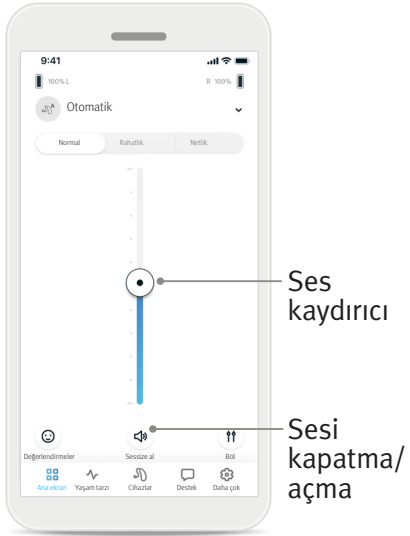 9:41
100% L
R 100%
Otomatik
Normal
Rahatlık
Netlik
Ses
kaydırıcı
Değerlendirmeler
Sessize al
Böl
Sesi
kapatma/
açma
Ana ekran
Yaşam tarzı
Cihazlar
Destek
Daha çok